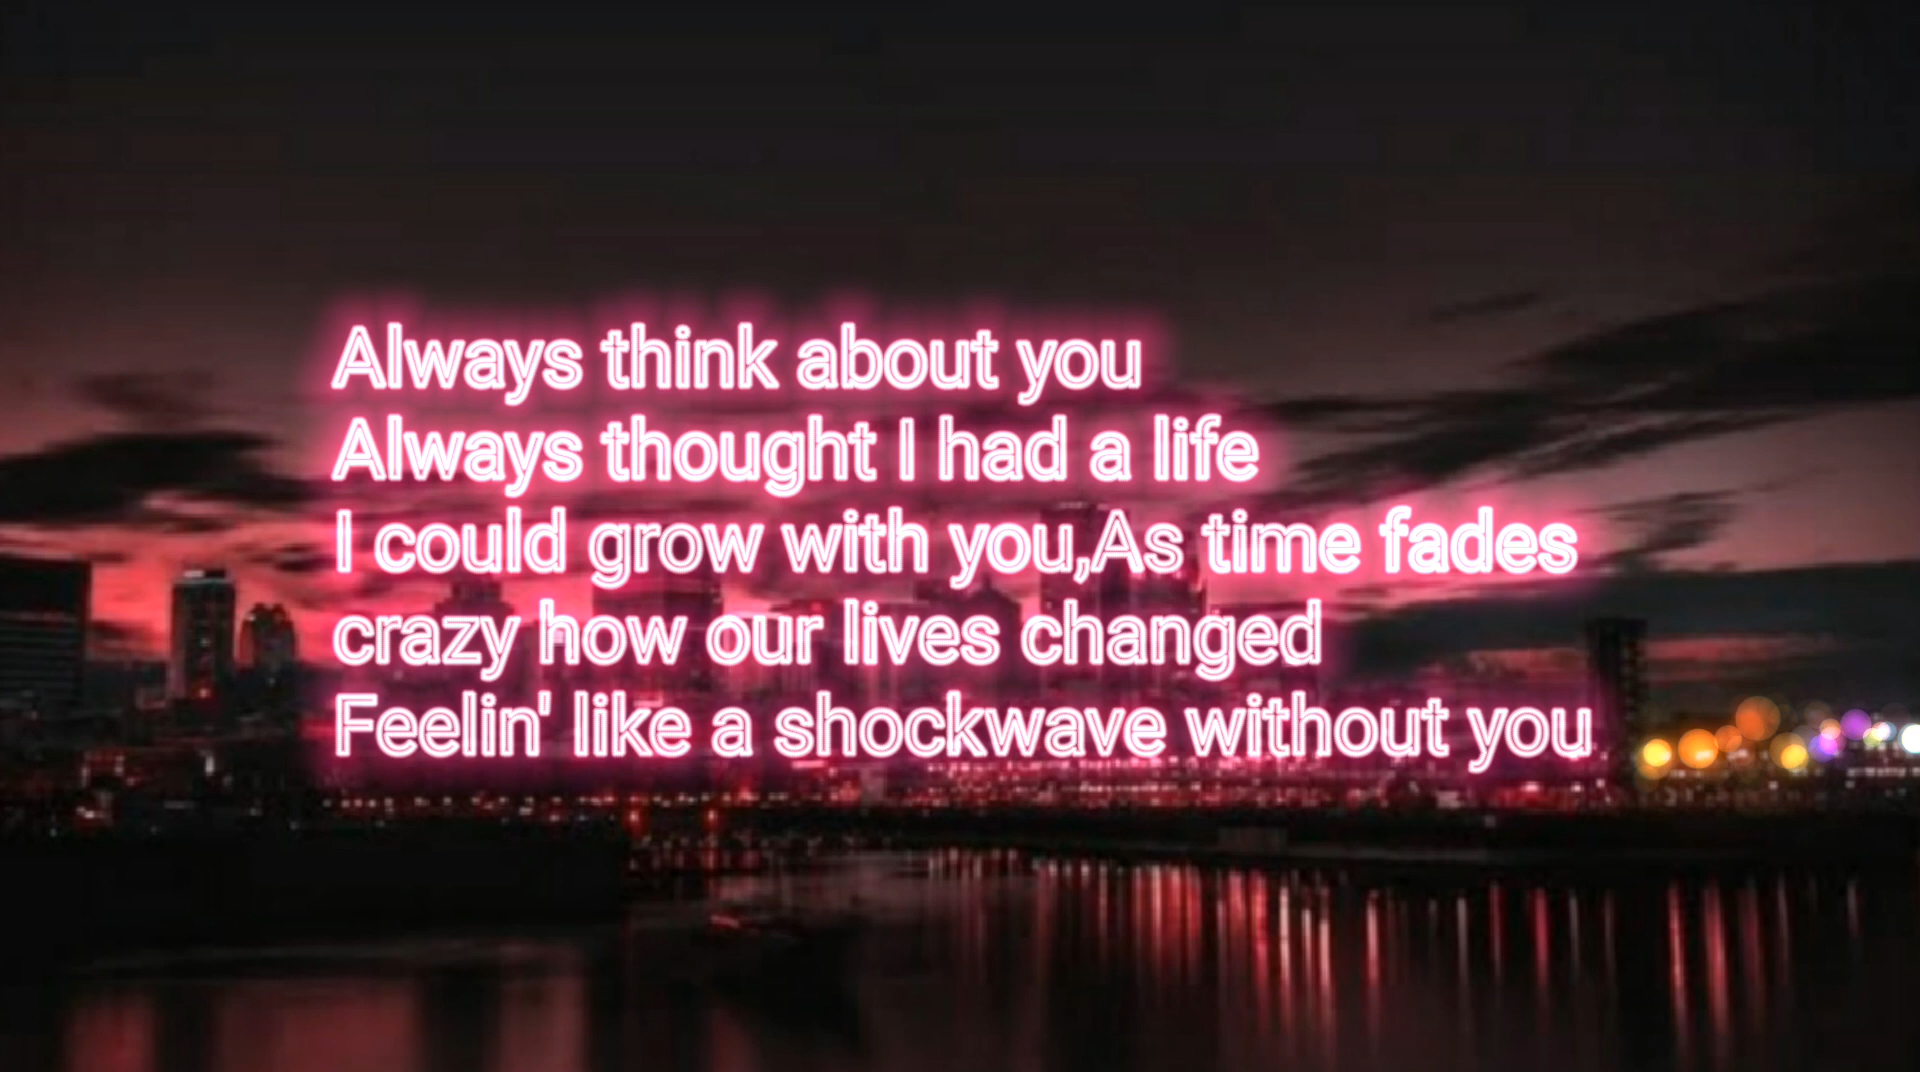 Always think about you
Always thought I had a life
I could grow with you,As time fades
crazy how our lives changed
Feelin' like a shockwave without you